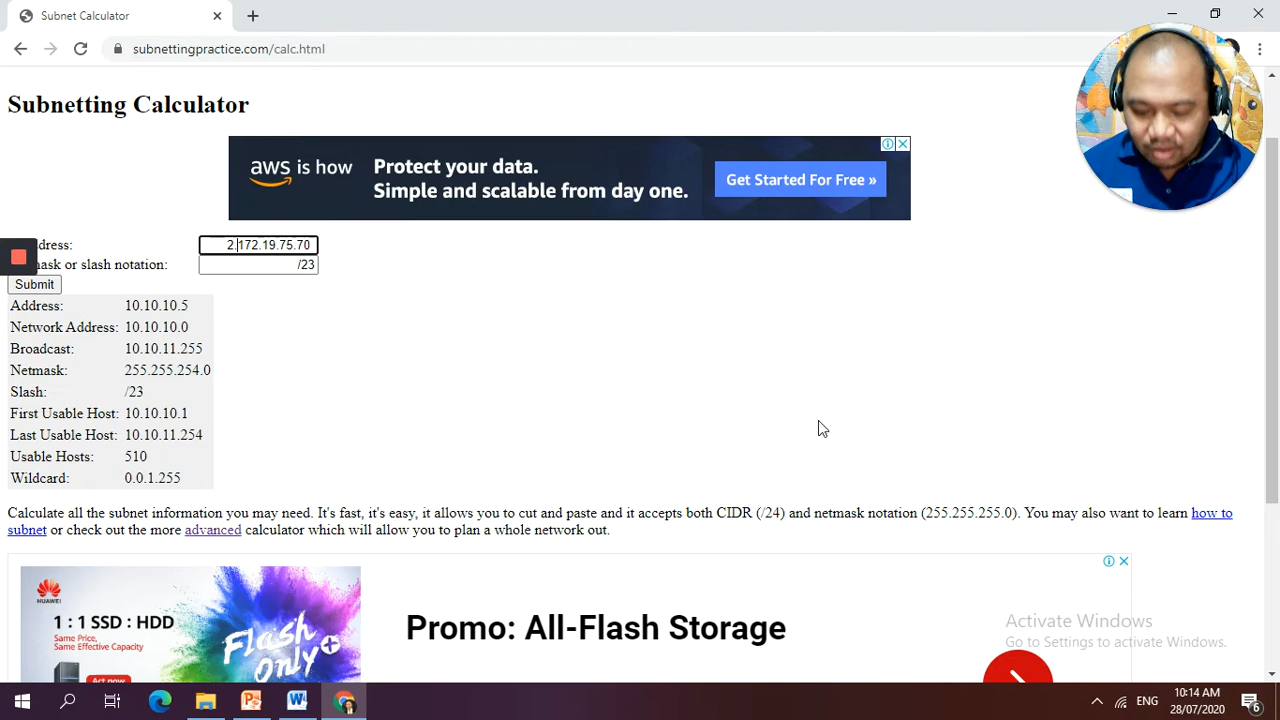 Subnet Calculator
subnettingpractice.com/calc.html
Subnetting Calculator
aws is how
Protect your data.
Simple and scalable from day one.
Get Started For Free »
dress: 2.172.19.75.70
mask or slash notation: /23
Submit
Address: 10.10.10.5
Network Address: 10.10.10.0
Broadcast: 10.10.11.255
Netmask: 255.255.254.0
Slash: /23
First Usable Host: 10.10.10.1
Last Usable Host: 10.10.11.254
Usable Hosts: 510
Wildcard: 0.0.1.255
Calculate all the subnet information you may need. It's fast, it's easy, it allows you to cut and paste and it accepts both CIDR (/24) and netmask notation (255.255.255.0). You may also want to learn how to
subnet or check out the more advanced calculator which will allow you to plan a whole network out.
HUAWEI
1 : 1 SSD : HDD
Same Price,
Same Effective Capacity
Act now
Flash
Only
Promo: All-Flash Storage
Activate Windows
Go to Settings to activate Windows.
ENG
10:14 AM
28/07/2020
6